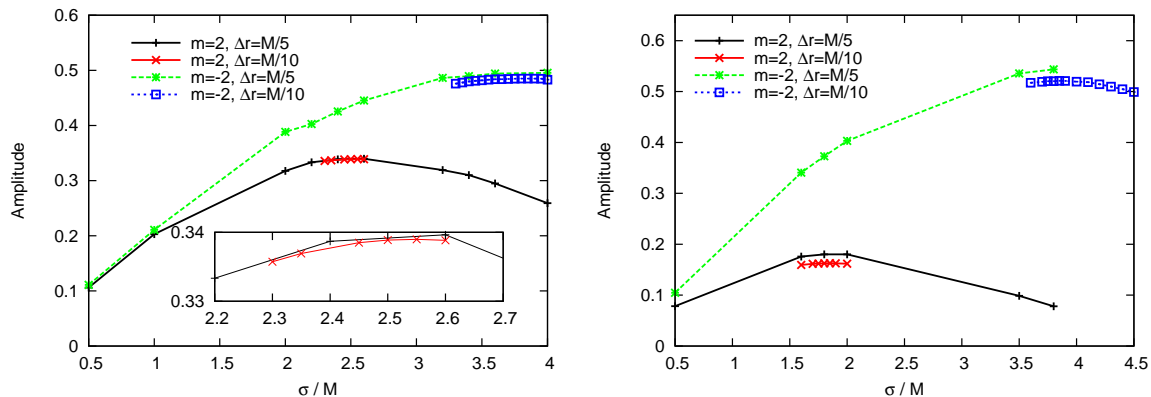 0.6
0.5
0.4
0.3
0.2
0.1
0
Amplitude
m=2, Δr=M/5
m=2, Δr=M/10
m=-2, Δr=M/5
m=-2, Δr=M/10
0.34
0.33
2.2 2.3 2.4 2.5 2.6 2.7
0.5 1 1.5 2 2.5 3 3.5 4
σ / M
0.6
0.5
0.4
0.3
0.2
0.1
0
Amplitude
m=2, Δr=M/5
m=2, Δr=M/10
m=-2, Δr=M/5
m=-2, Δr=M/10
0.5 1 1.5 2 2.5 3 3.5 4 4.5
σ / M